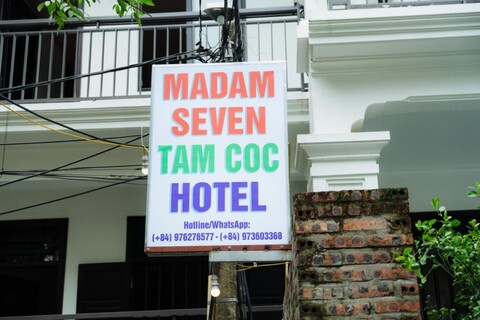 MADAM
SEVEN
TAM COC
HOTEL
Hotline/WhatsApp:
(+84) 976276577 - (+84) 973603368